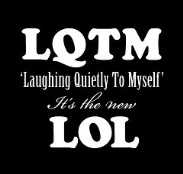 LQTM
'Laughing Quietly To Myself'
It's the new
LOL